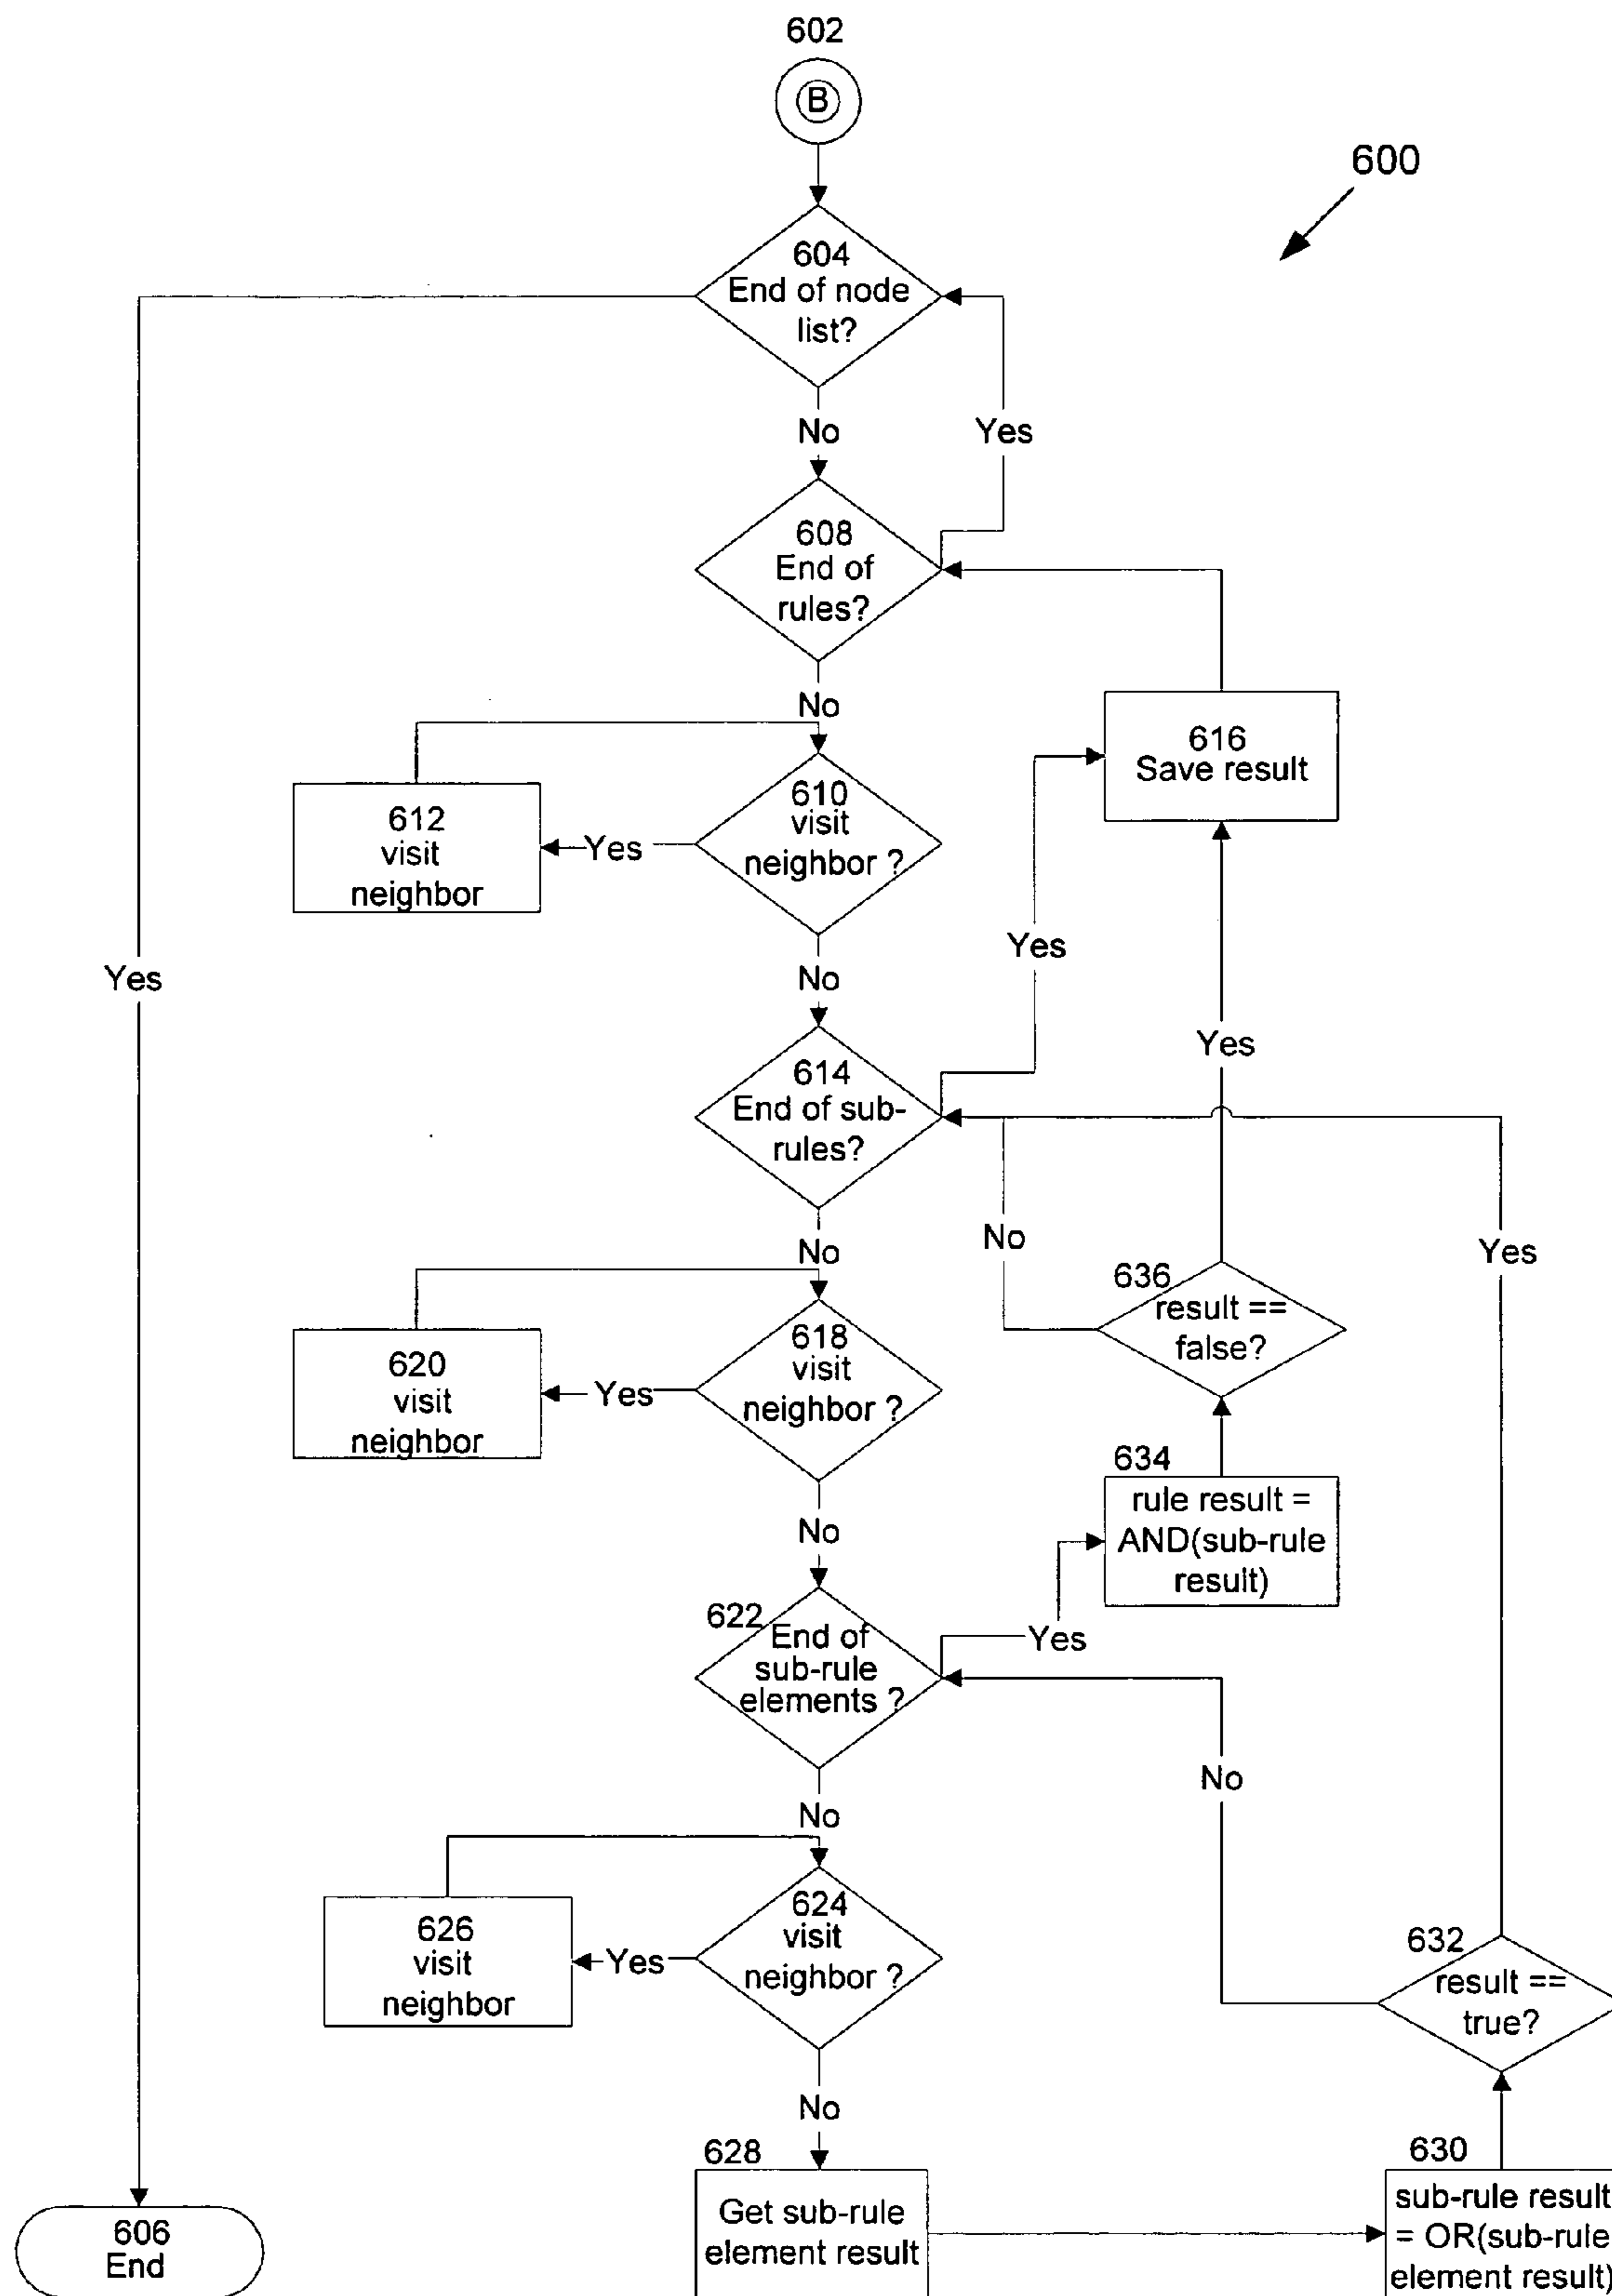 602
B
600
604
End of node
list?
No
Yes
608
End of
rules?
No
616
Save result
610
visit
neighbor ?
Yes
612
visit
neighbor
Yes
Yes
No
614
End of sub-
rules?
Yes
No
No
Yes
636
result ==
false?
618
visit
neighbor ?
Yes
620
visit
neighbor
634
rule result =
AND(sub-rule
result)
No
622
End of
sub-rule
elements ?
Yes
No
No
624
visit
neighbor ?
Yes
626
visit
neighbor
632
result ==
true?
No
628
Get sub-rule
element result
630
sub-rule result
= OR(sub-rule
element result)
606
End